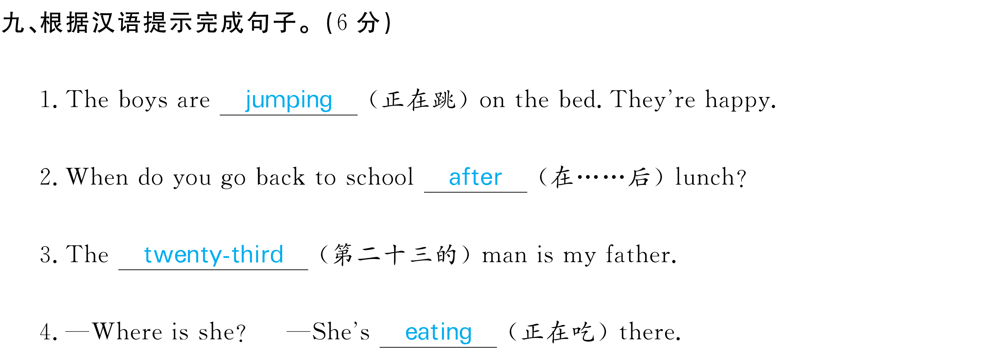 九、根据汉语提示完成句子。(6 分)
1. The boys are jumping （正在跳）on the bed. They’re happy.
2. When do you go back to school after （在……后）lunch?
3. The twenty-third （第二十三的）man is my father.
4. —Where is she? —She’s eating （正在吃）there.